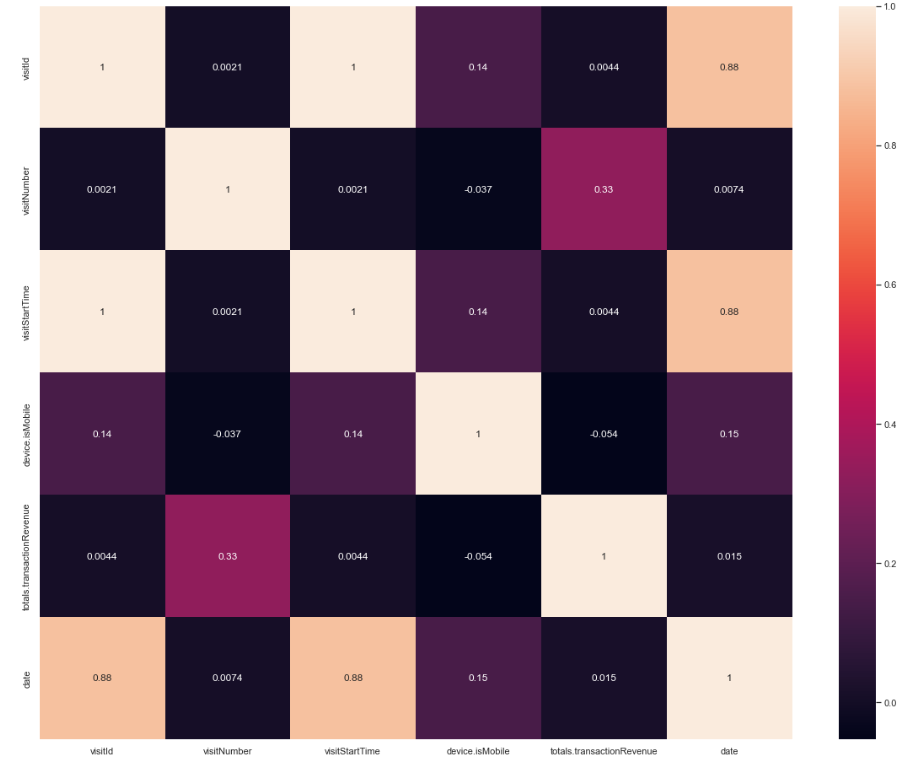 visitId 1 0.0021 1 0.14 0.0044 0.88
visitNumber 0.0021 1 0.0021 -0.037 0.33 0.0074
visitStartTime 1 0.0021 1 0.14 0.0044 0.88
device.isMobile 0.14 -0.037 0.14 1 -0.054 0.15
totals.transactionRevenue 0.0044 0.33 0.0044 -0.054 1 0.015
date 0.88 0.0074 0.88 0.15 0.015 1
visitId visitNumber visitStartTime device.isMobile totals.transactionRevenue date
1.0
0.8
0.6
0.4
0.2
0.0